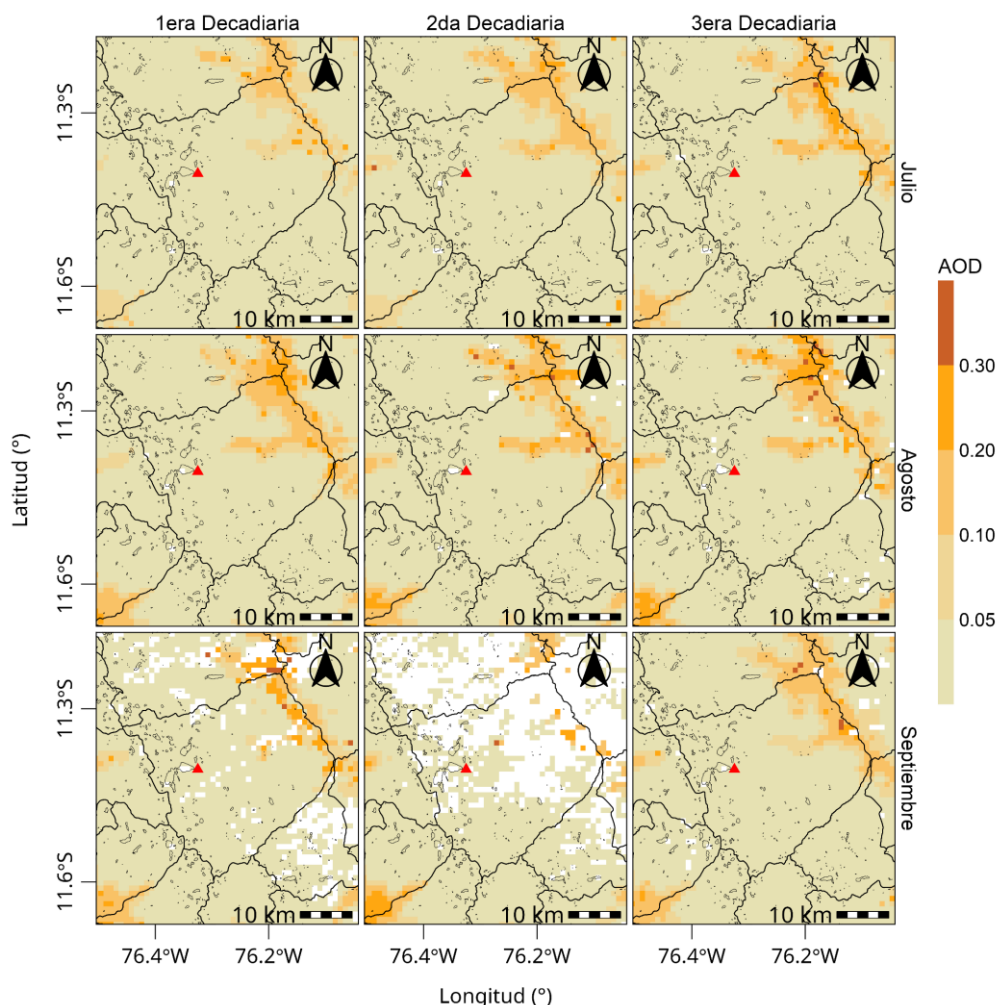 1era Decadiaria 2da Decadiaria 3era Decadiaria
N N N
11.3°S
11.6°S
10 km 10 km 10 km
Julio
N N N
11.3°S
11.6°S
10 km 10 km 10 km
Agosto
N N N
11.3°S
11.6°S
10 km 10 km 10 km
Septiembre
76.4°W 76.2°W 76.4°W 76.2°W 76.4°W 76.2°W
Latitud (°)
Longitud (°)
AOD
0.30
0.20
0.10
0.05